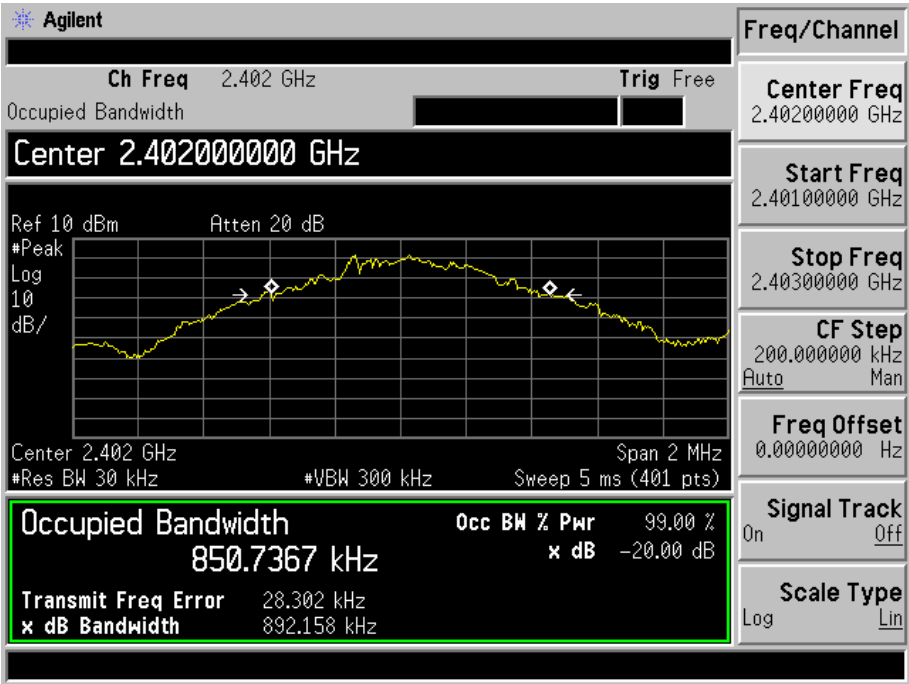 Agilent
Freq/Channel
Ch Freq 2.402 GHz Trig Free
Occupied Bandwidth
Center 2.402000000 GHz
Ref 10 dBm Atten 20 dB
#Peak
Log
10
dB/
Center 2.402 GHz Span 2 MHz
#Res BW 30 kHz #VBW 300 kHz Sweep 5 ms (401 pts)
Occupied Bandwidth Occ BW % Pwr 99.00 %
850.7367 kHz x dB -20.00 dB
Transmit Freq Error 28.302 kHz
x dB Bandwidth 892.158 kHz
Center Freq
2.40200000 GHz
Start Freq
2.40100000 GHz
Stop Freq
2.40300000 GHz
CF Step
200.000000 kHz
Auto Man
Freq Offset
0.00000000 Hz
Signal Track
On Off
Scale Type
Log Lin